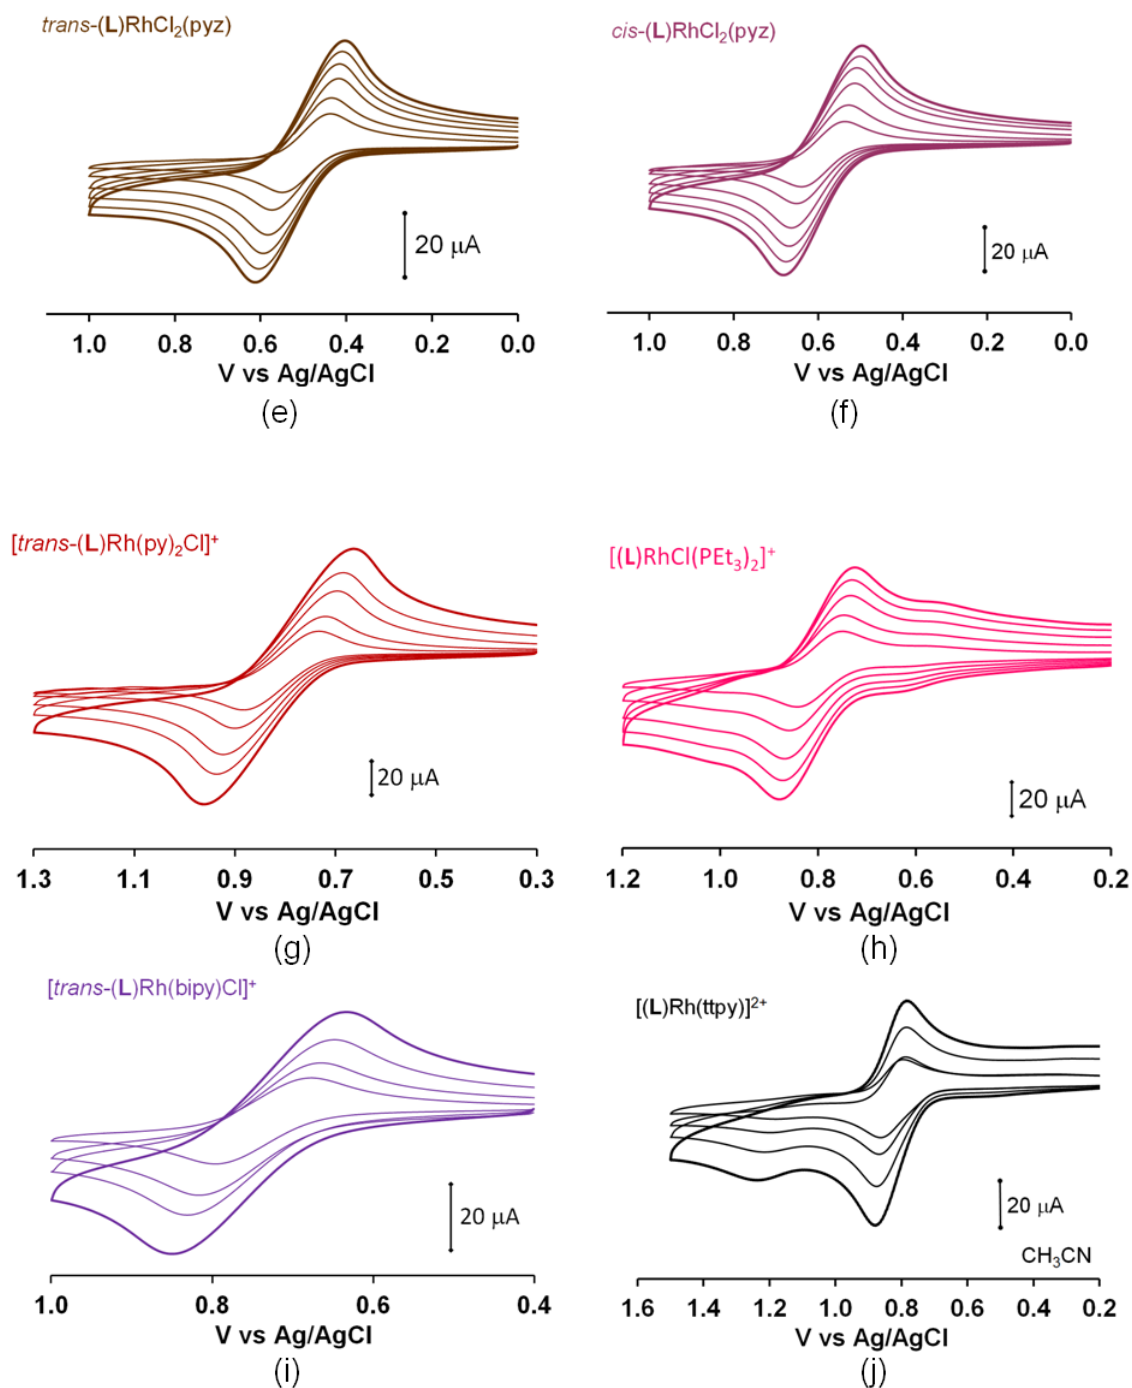 trans-(L)RhCl₂(pyz)
20 μA
1.0 0.8 0.6 0.4 0.2 0.0
V vs Ag/AgCl
(e)
cis-(L)RhCl₂(pyz)
20 μA
1.0 0.8 0.6 0.4 0.2 0.0
V vs Ag/AgCl
(f)
[trans-(L)Rh(py)₂Cl]⁺
20 μA
1.3 1.1 0.9 0.7 0.5 0.3
V vs Ag/AgCl
(g)
[(L)RhCl(PEt₃)₂]⁺
20 μA
1.2 1.0 0.8 0.6 0.4 0.2
V vs Ag/AgCl
(h)
[trans-(L)Rh(bipy)Cl]⁺
20 μA
1.0 0.8 0.6 0.4
V vs Ag/AgCl
(i)
[(L)Rh(ttpy)]²⁺
20 μA
CH₃CN
1.6 1.4 1.2 1.0 0.8 0.6 0.4 0.2
V vs Ag/AgCl
(j)